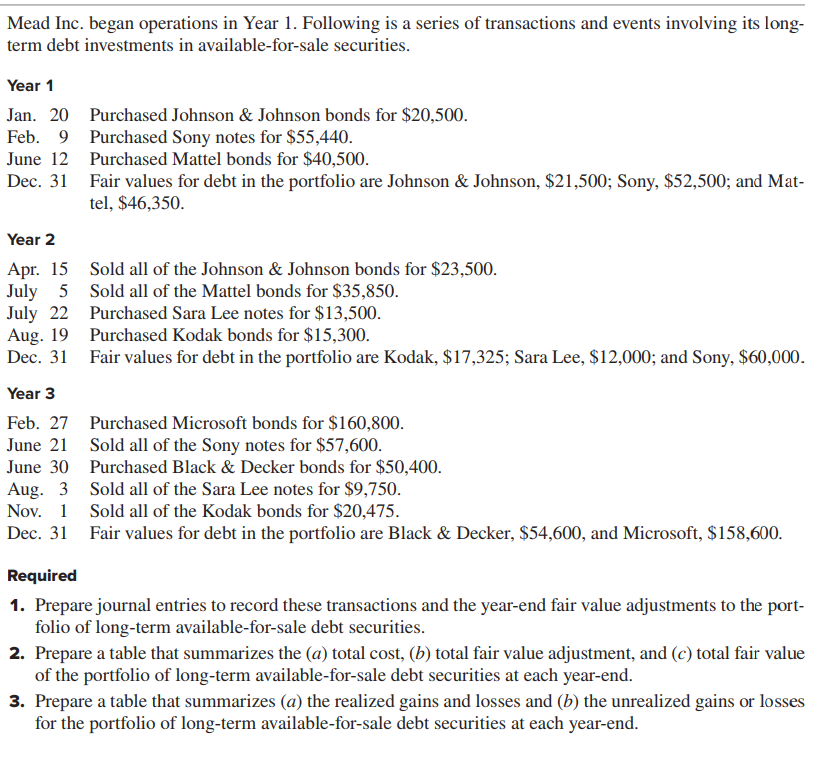 Mead Inc. began operations in Year 1. Following is a series of transactions and events involving its long-
term debt investments in available-for-sale securities.
Year 1
Jan. 20 Purchased Johnson & Johnson bonds for $20,500.
Feb. 9 Purchased Sony notes for $55,440.
June 12 Purchased Mattel bonds for $40,500.
Dec. 31 Fair values for debt in the portfolio are Johnson & Johnson, $21,500; Sony, $52,500; and Mat-
tel, $46,350.
Year 2
Apr. 15 Sold all of the Johnson & Johnson bonds for $23,500.
July 5 Sold all of the Mattel bonds for $35,850.
July 22 Purchased Sara Lee notes for $13,500.
Aug. 19 Purchased Kodak bonds for $15,300.
Dec. 31 Fair values for debt in the portfolio are Kodak, $17,325; Sara Lee, $12,000; and Sony, $60,000.
Year 3
Feb. 27 Purchased Microsoft bonds for $160,800.
June 21 Sold all of the Sony notes for $57,600.
June 30 Purchased Black & Decker bonds for $50,400.
Aug. 3 Sold all of the Sara Lee notes for $9,750.
Nov. 1 Sold all of the Kodak bonds for $20,475.
Dec. 31 Fair values for debt in the portfolio are Black & Decker, $54,600, and Microsoft, $158,600.
Required
1. Prepare journal entries to record these transactions and the year-end fair value adjustments to the port-
folio of long-term available-for-sale debt securities.
2. Prepare a table that summarizes the (a) total cost, (b) total fair value adjustment, and (c) total fair value
of the portfolio of long-term available-for-sale debt securities at each year-end.
3. Prepare a table that summarizes (a) the realized gains and losses and (b) the unrealized gains or losses
for the portfolio of long-term available-for-sale debt securities at each year-end.